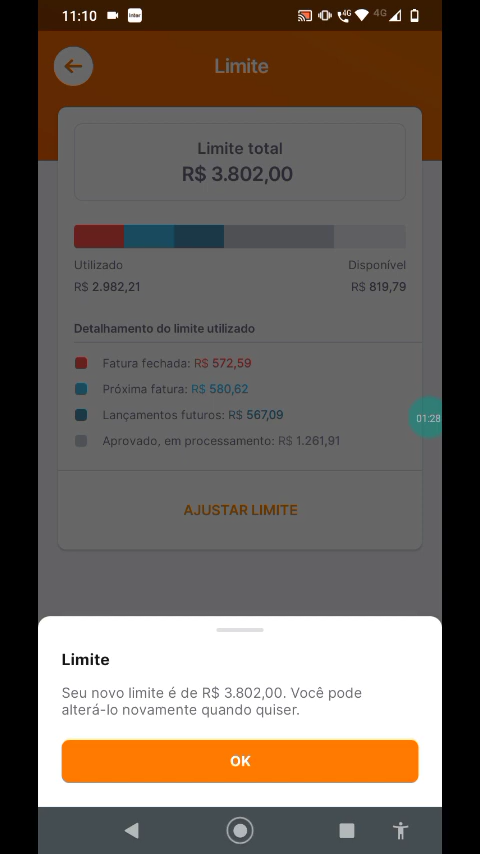 11:10
inter
4G
4G
Limite
Limite total
R$ 3.802,00
Utilizado
Disponível
R$ 2.982,21
R$ 819,79
Detalhamento do limite utilizado
Fatura fechada: R$ 572,59
Próxima fatura: R$ 580,62
Lançamentos futuros: R$ 567,09
01:28
Aprovado, em processamento: R$ 1.261,91
AJUSTAR LIMITE
Limite
Seu novo limite é de R$ 3.802,00. Você pode
alterá-lo novamente quando quiser.
OK